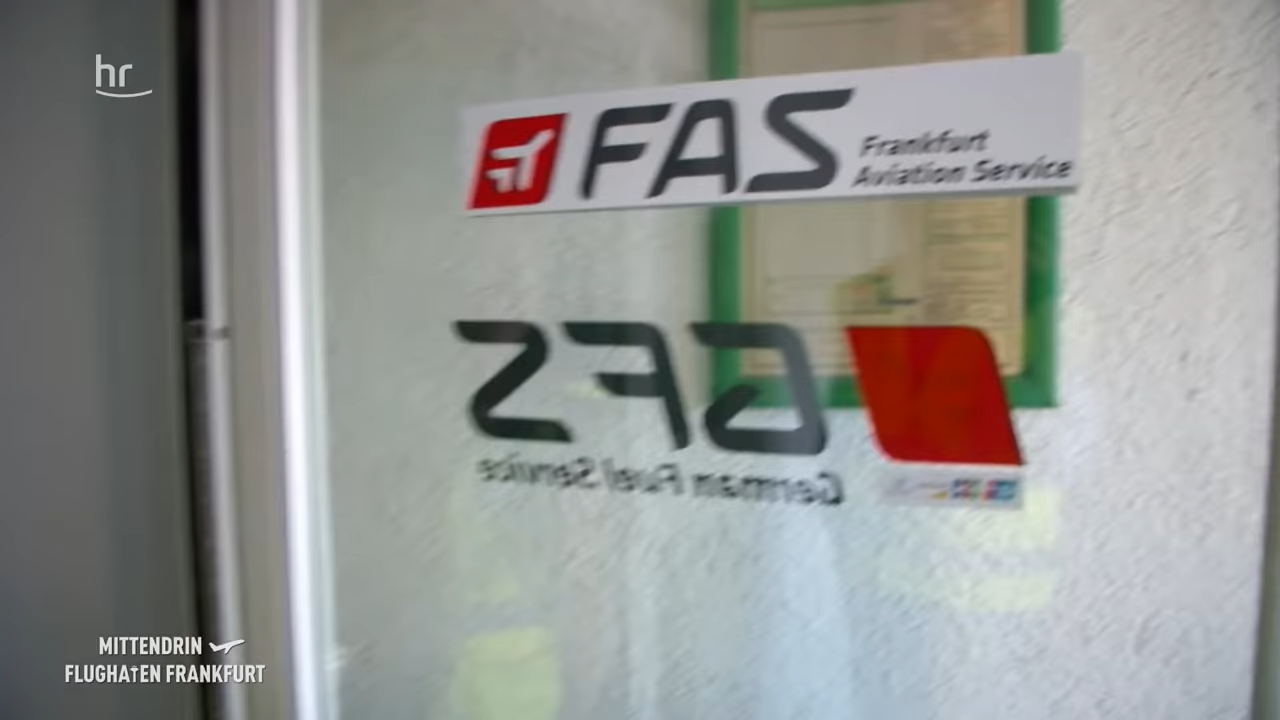 hr
FAS
Frankfurt
Aviation Service
GFS
German Fuel Service
MITTENDRIN
FLUGHAFEN FRANKFURT